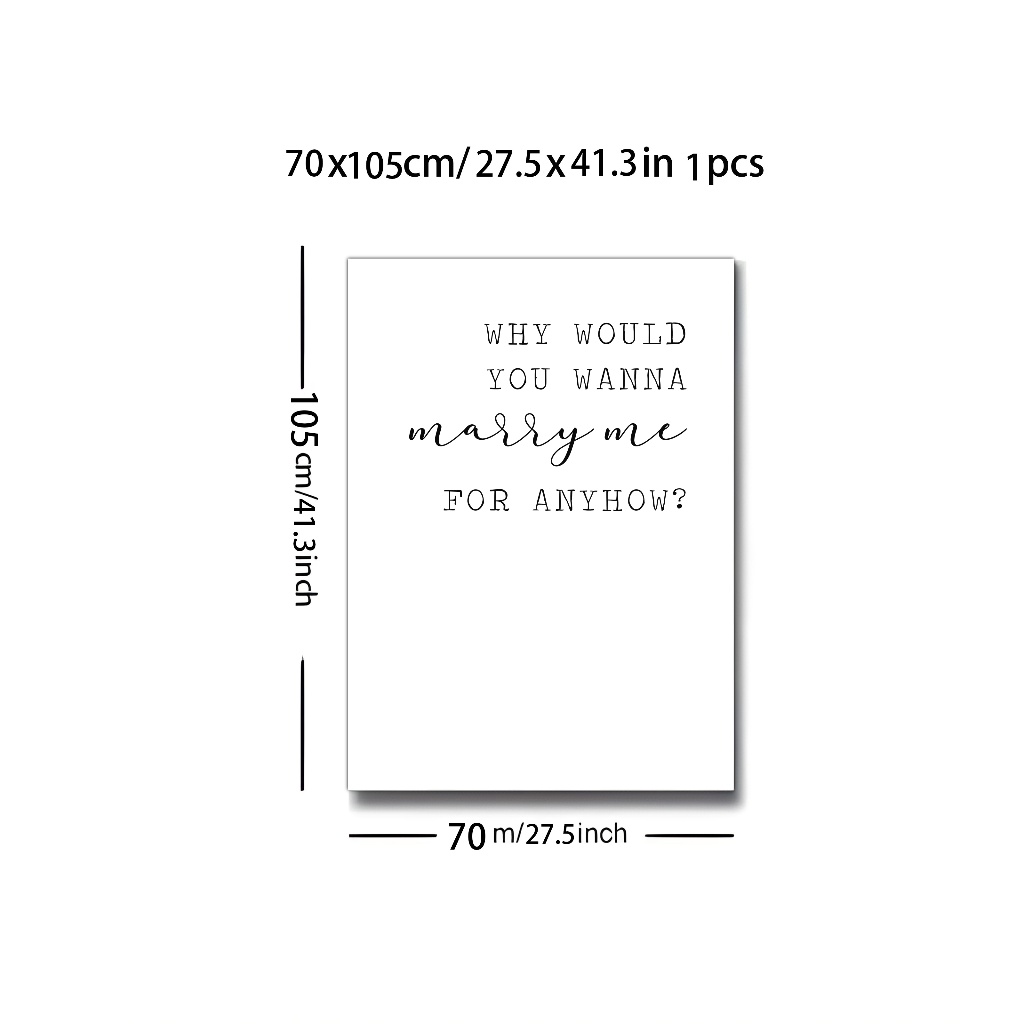 70x105cm/ 27.5x41.3in 1pcs
WHY WOULD
YOU WANNA
marry me
FOR ANYHOW?
105cm/41.3inch
70 m/27.5inch